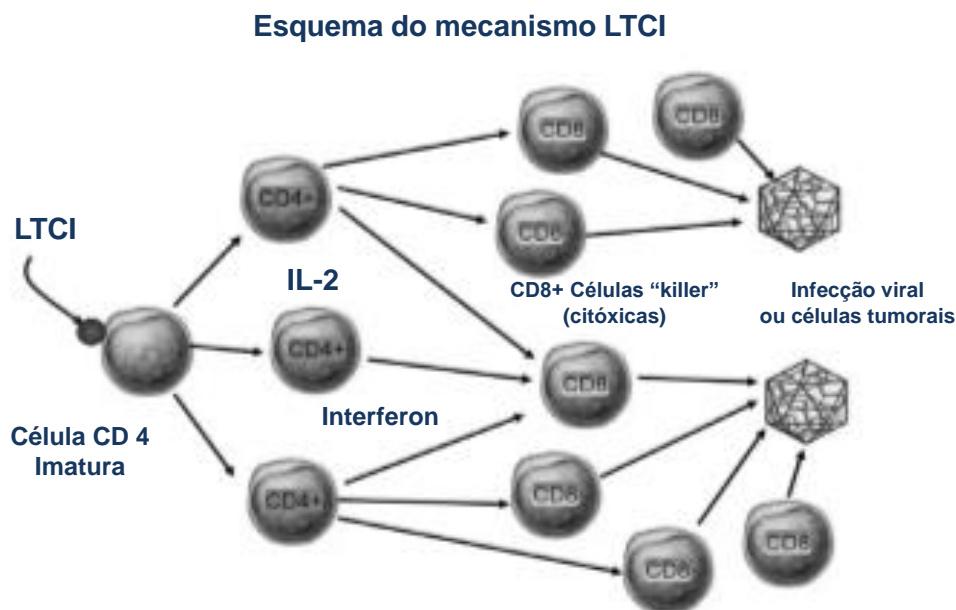 Esquema do mecanismo LTCI
CD8
CD8
CD4+
CD8
LTCI
IL-2
CD8+ Células “killer”
(citóxicas)
Infecção viral
ou células tumorais
CD4+
CD8
Interferon
Célula CD 4
Imatura
CD4+
CD8
CD8
CD8